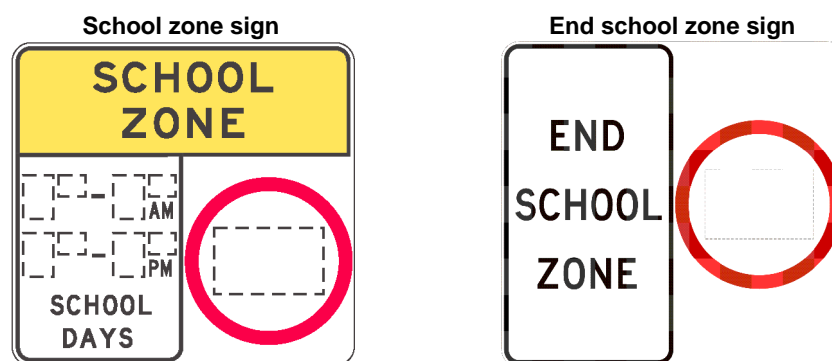 School zone sign
SCHOOL
ZONE
AM
PM
SCHOOL
DAYS
End school zone sign
END
SCHOOL
ZONE